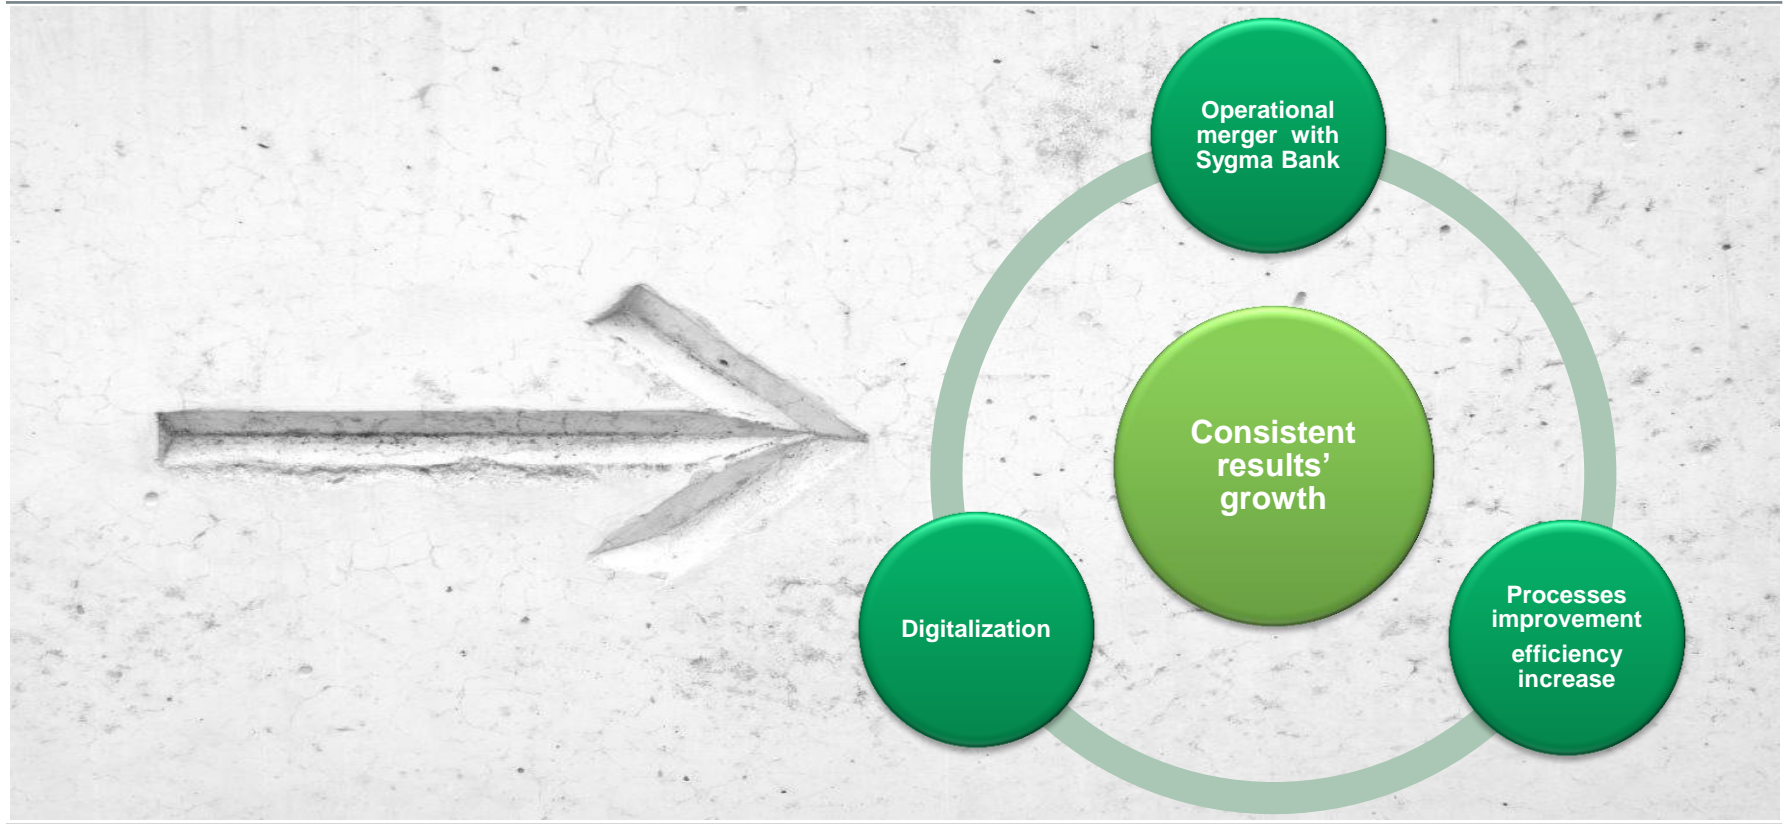 Operational
merger with
Sygma Bank
Consistent
results’
growth
Digitalization
Processes
improvement
efficiency
increase